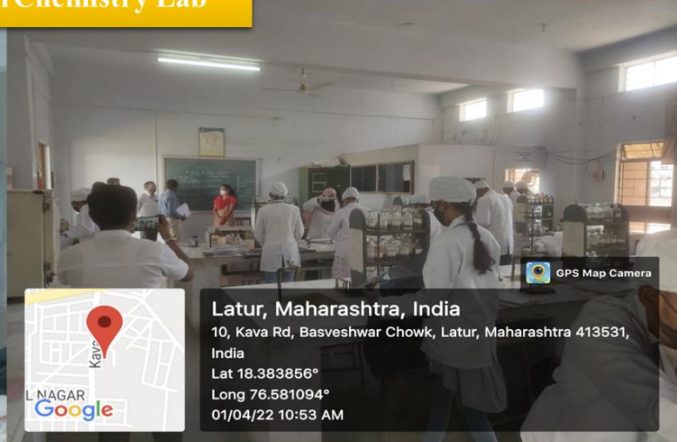 Chemistry Lab
GPS Map Camera
Latur, Maharashtra, India
10, Kava Rd, Basveshwar Chowk, Latur, Maharashtra 413531,
India
Lat 18.383856°
Long 76.581094°
01/04/22 10:53 AM
Kava
L NAGAR
Google